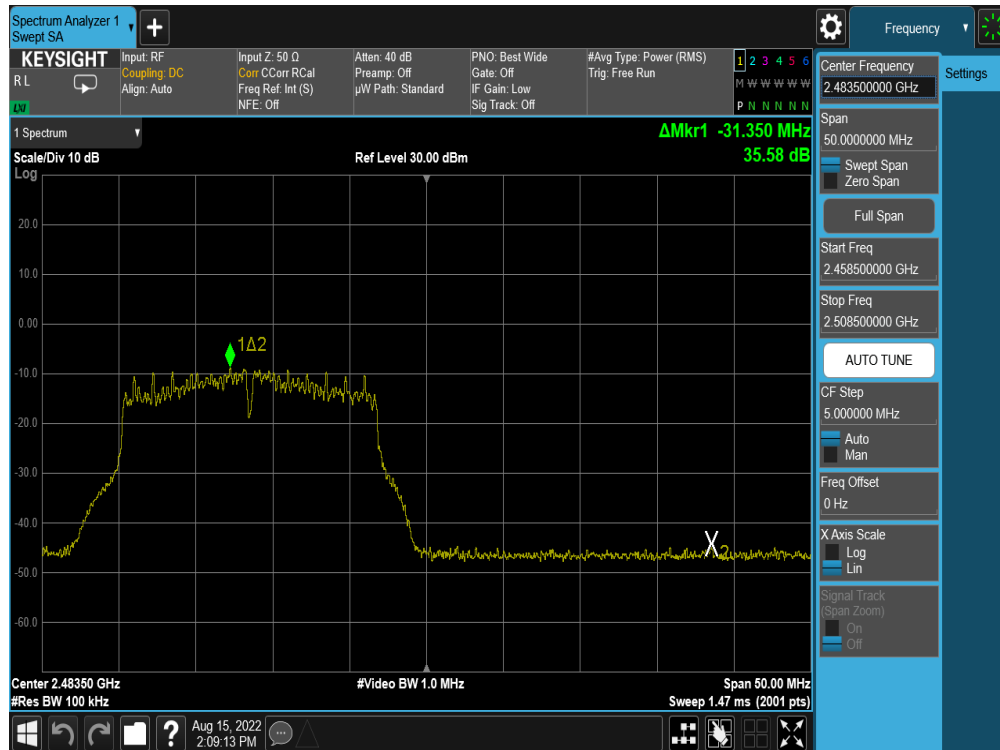 Spectrum Analyzer 1
Swept SA
Frequency
KEYSIGHT
R L
LXI
Input: RF
Coupling: DC
Align: Auto
Input Z: 50 Ω
Corr CCorr RCal
Freq Ref: Int (S)
NFE: Off
Atten: 40 dB
Preamp: Off
µW Path: Standard
PNO: Best Wide
Gate: Off
IF Gain: Low
Sig Track: Off
#Avg Type: Power (RMS)
Trig: Free Run
1 2 3 4 5 6
M W W W W W
P N N N N N
1 Spectrum
Scale/Div 10 dB
Log
Ref Level 30.00 dBm
ΔMkr1 -31.350 MHz
35.58 dB
20.0
10.0
0.00
-10.0
-20.0
-30.0
-40.0
-50.0
-60.0
1Δ2
X2
Center 2.48350 GHz
#Res BW 100 kHz
#Video BW 1.0 MHz
Span 50.00 MHz
Sweep 1.47 ms (2001 pts)
Aug 15, 2022
2:09:13 PM
?
Center Frequency
2.483500000 GHz
Settings
Span
50.0000000 MHz
Swept Span
Zero Span
Full Span
Start Freq
2.458500000 GHz
Stop Freq
2.508500000 GHz
AUTO TUNE
CF Step
5.000000 MHz
Auto
Man
Freq Offset
0 Hz
X Axis Scale
Log
Lin
Signal Track
(Span Zoom)
On
Off